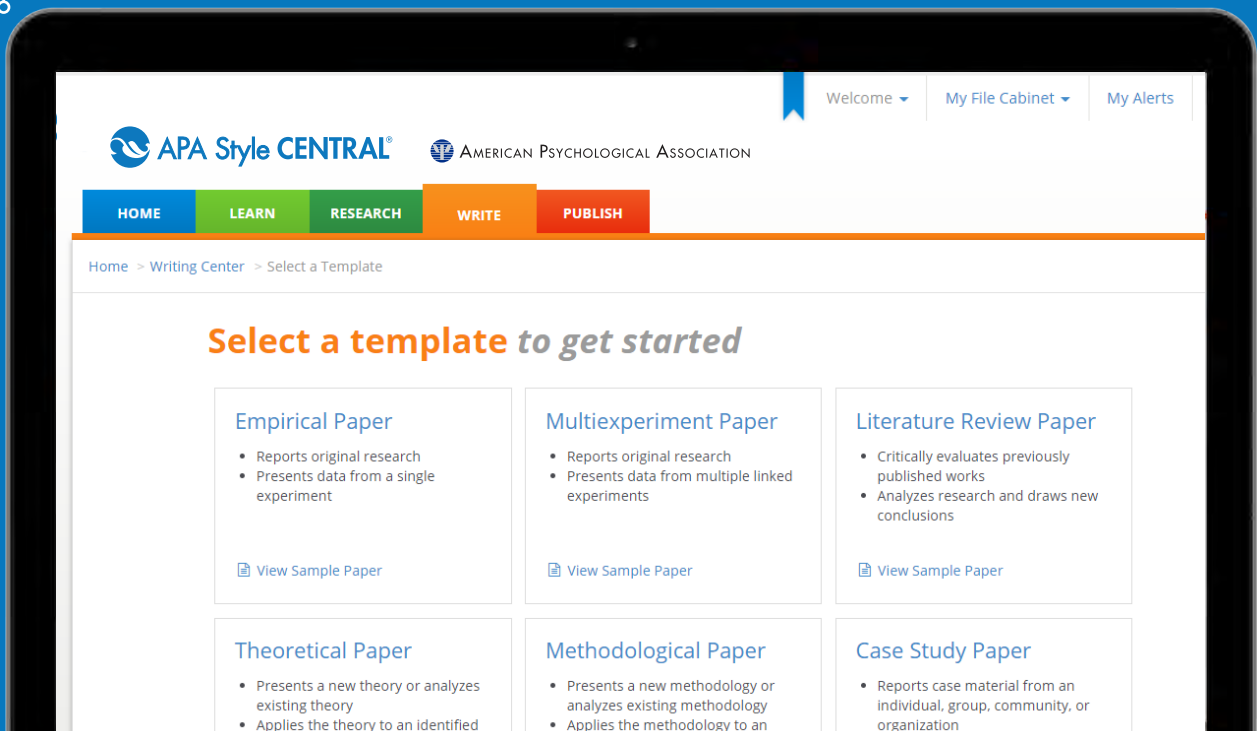 Welcome
My File Cabinet
My Alerts
APA Style CENTRAL®
AMERICAN PSYCHOLOGICAL ASSOCIATION
HOME
LEARN
RESEARCH
WRITE
PUBLISH
Home > Writing Center > Select a Template
Select a template to get started
Empirical Paper
• Reports original research
• Presents data from a single
experiment
View Sample Paper
Multiexperiment Paper
• Reports original research
• Presents data from multiple linked
experiments
View Sample Paper
Literature Review Paper
• Critically evaluates previously
published works
• Analyzes research and draws new
conclusions
View Sample Paper
Theoretical Paper
• Presents a new theory or analyzes
existing theory
• Applies the theory to an identified
Methodological Paper
• Presents a new methodology or
analyzes existing methodology
• Applies the methodology to an
Case Study Paper
• Reports case material from an
individual, group, community, or
organization